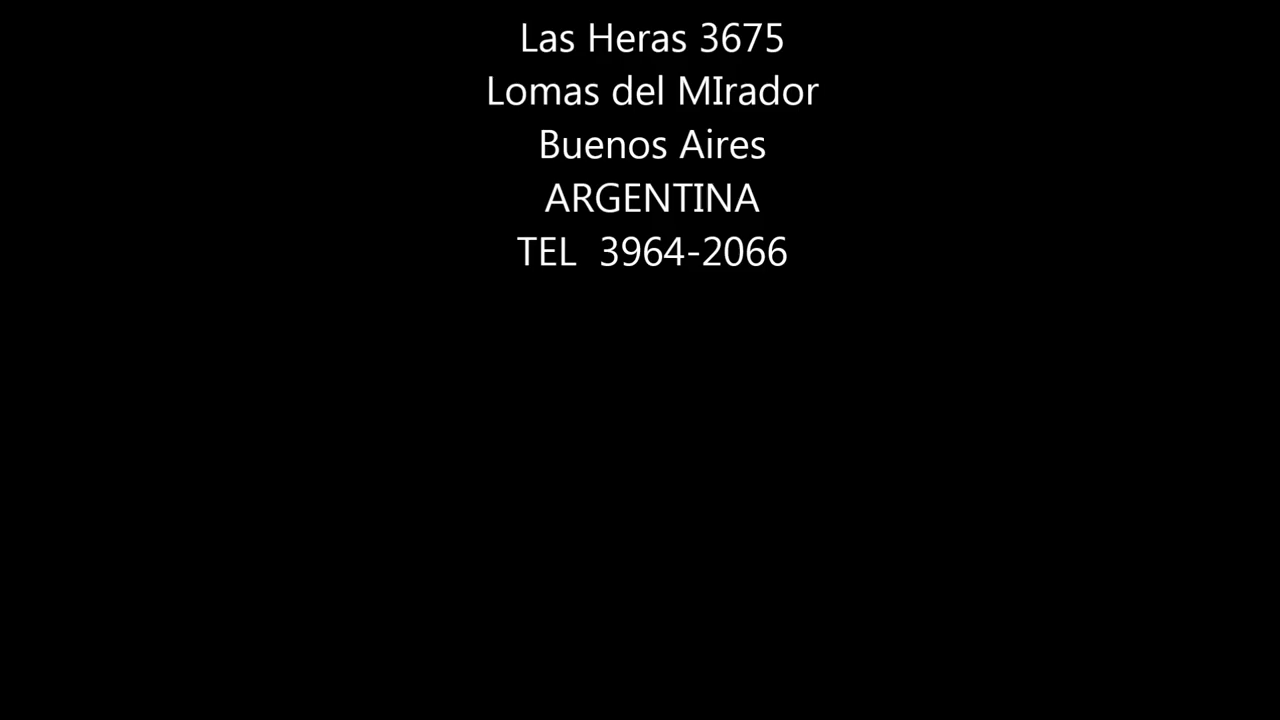 Las Heras 3675
Lomas del MIrador
Buenos Aires
ARGENTINA
TEL  3964-2066